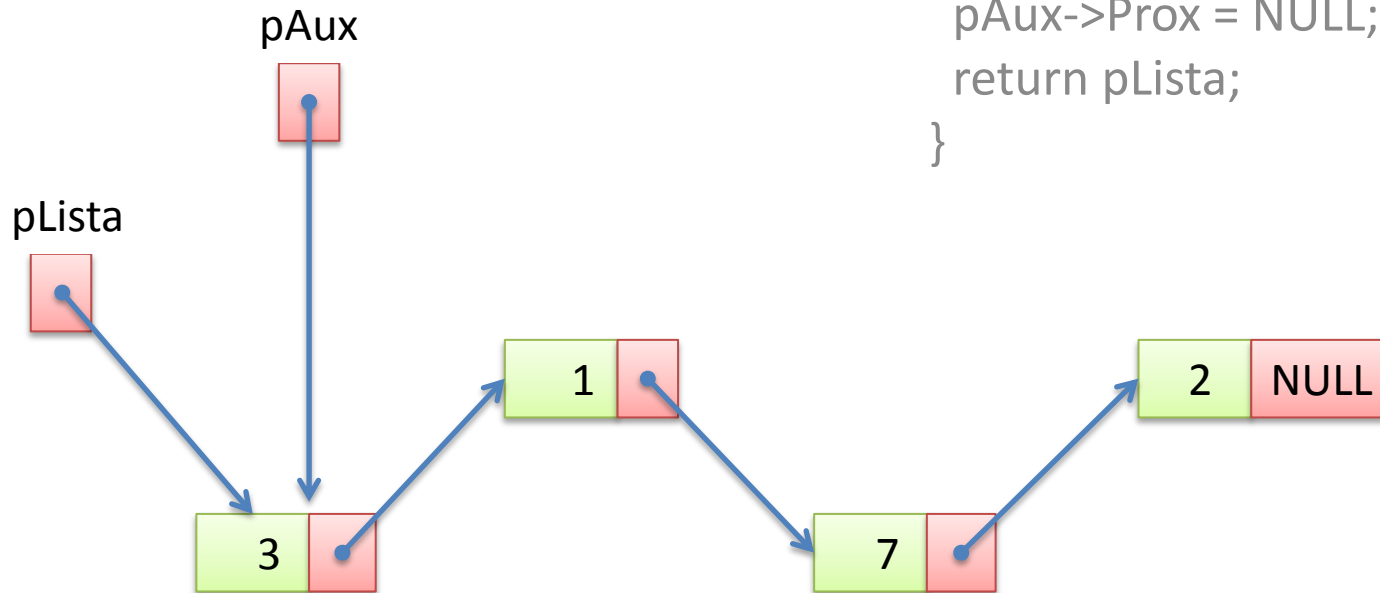 pAux->Prox = NULL;
return pLista;
}
pAux
pLista
1
2 NULL
3
7